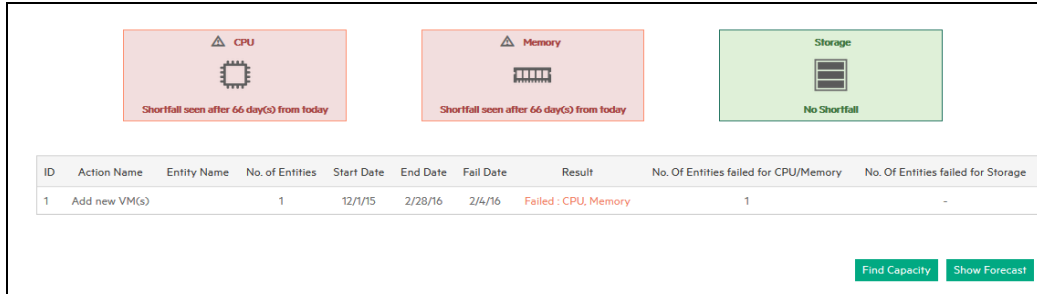 CPU
Memory
Storage
Shortfall seen after 66 day(s) from today
Shortfall seen after 66 day(s) from today
No Shortfall
ID Action Name Entity Name No. of Entities Start Date End Date Fail Date Result No. Of Entities failed for CPU/Memory No. Of Entities failed for Storage
1 Add new VM(s) 1 12/1/15 2/28/16 2/4/16 Failed : CPU, Memory 1 -
Find Capacity Show Forecast